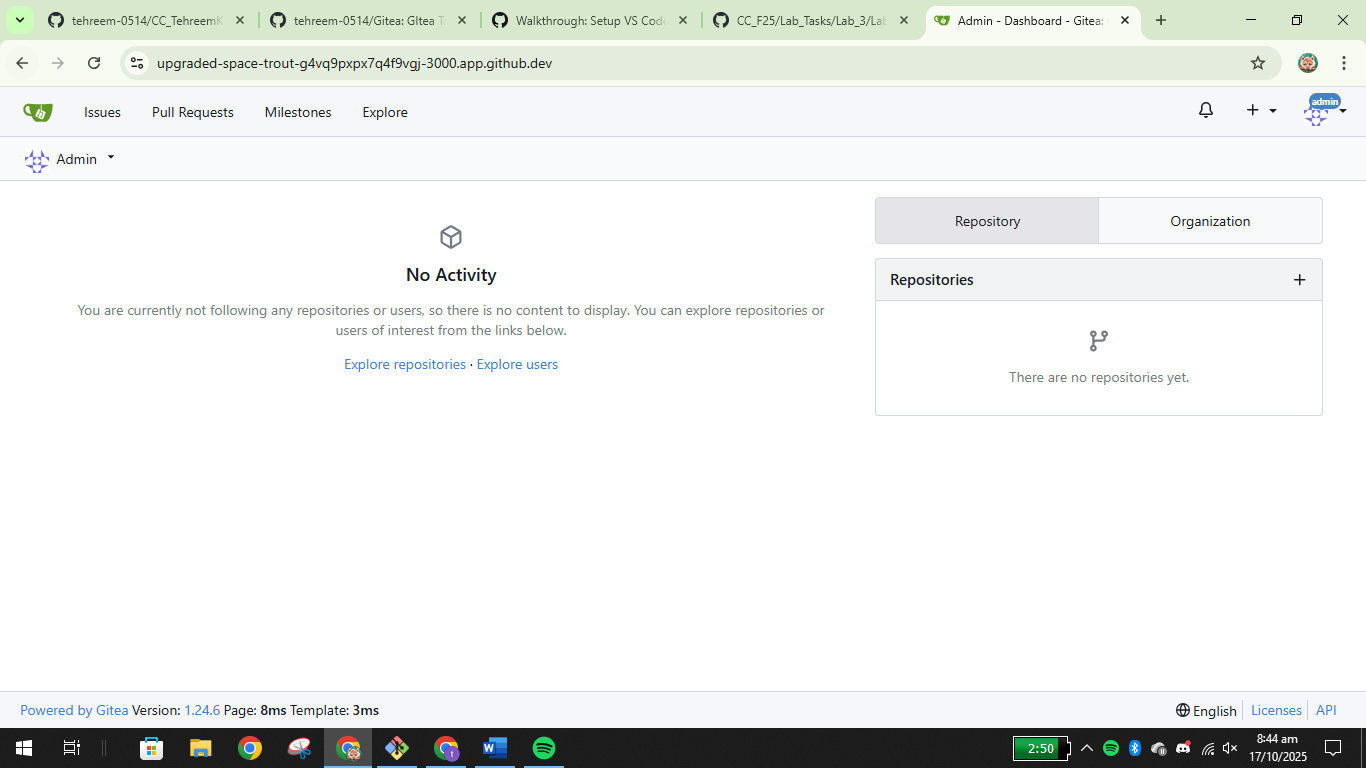 tehreem-0514/CC_TehreemK
tehreem-0514/Gitea: GItea Ta
Walkthrough: Setup VS Code
CC_F25/Lab_Tasks/Lab_3/Lab
Admin - Dashboard - Gitea:
upgraded-space-trout-g4vq9pxpx7q4f9vgj-3000.app.github.dev
Issues
Pull Requests
Milestones
Explore
admin
Admin
Repository
Organization
No Activity
You are currently not following any repositories or users, so there is no content to display. You can explore repositories or
users of interest from the links below.
Explore repositories · Explore users
Repositories
There are no repositories yet.
Powered by Gitea Version: 1.24.6 Page: 8ms Template: 3ms
English
Licenses
API
2:50
8:44 am
17/10/2025